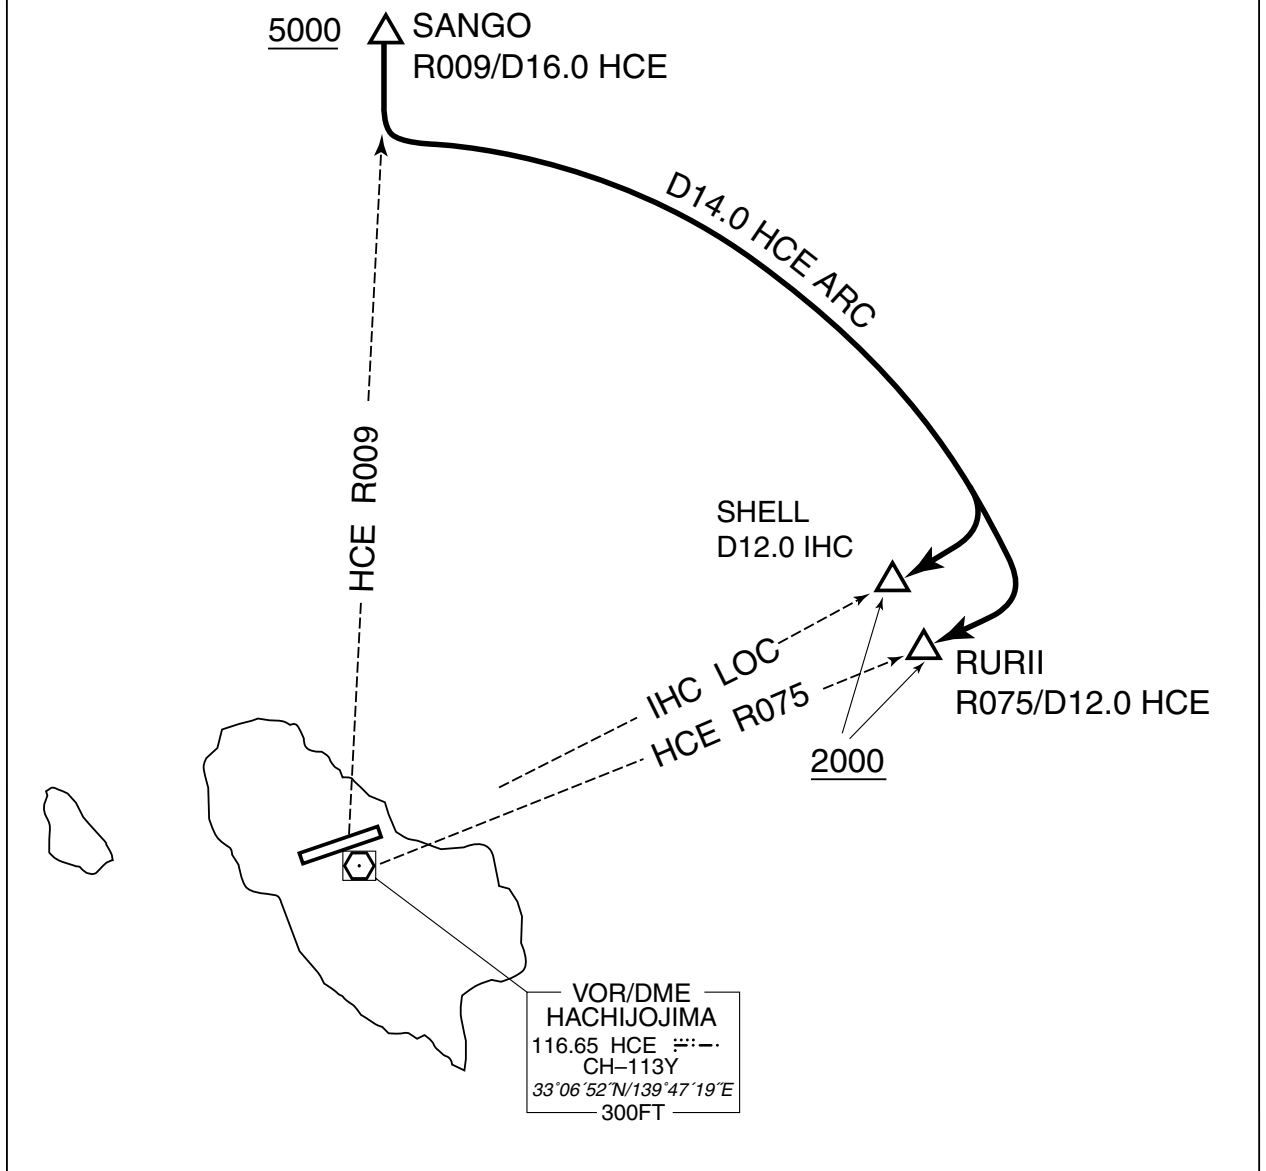 5000
SANGO
R009/D16.0 HCE
D14.0 HCE ARC
HCE R009
SHELL
D12.0 IHC
IHC LOC
HCE R075
RURII
R075/D12.0 HCE
2000
VOR/DME
HACHIJOJIMA
116.65 HCE
CH–113Y
33°06´52˝N/139°47´19˝E
300FT